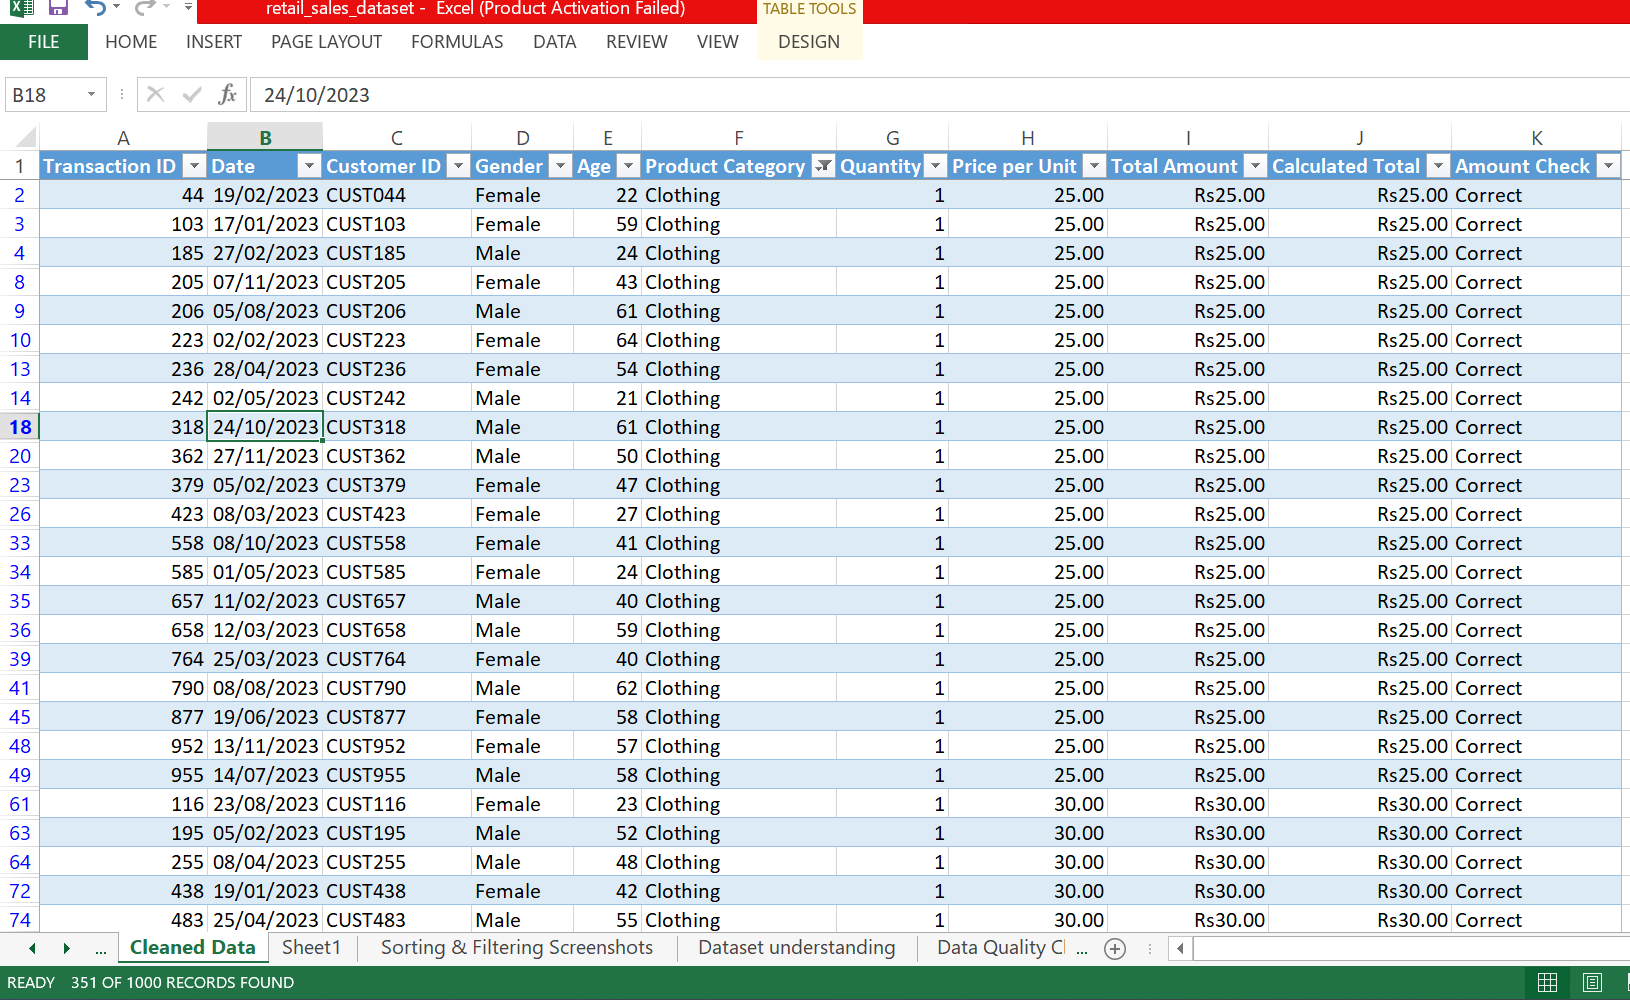 retail_sales_dataset - Excel (Product Activation Failed) TABLE TOOLS
FILE HOME INSERT PAGE LAYOUT FORMULAS DATA REVIEW VIEW DESIGN
B18 fx 24/10/2023
A B C D E F G H I J K
1 Transaction ID Date Customer ID Gender Age Product Category Quantity Price per Unit Total Amount Calculated Total Amount Check
2 44 19/02/2023 CUST044 Female 22 Clothing 1 25.00 Rs25.00 Rs25.00 Correct
3 103 17/01/2023 CUST103 Female 59 Clothing 1 25.00 Rs25.00 Rs25.00 Correct
4 185 27/02/2023 CUST185 Male 24 Clothing 1 25.00 Rs25.00 Rs25.00 Correct
8 205 07/11/2023 CUST205 Female 43 Clothing 1 25.00 Rs25.00 Rs25.00 Correct
9 206 05/08/2023 CUST206 Male 61 Clothing 1 25.00 Rs25.00 Rs25.00 Correct
10 223 02/02/2023 CUST223 Female 64 Clothing 1 25.00 Rs25.00 Rs25.00 Correct
13 236 28/04/2023 CUST236 Female 54 Clothing 1 25.00 Rs25.00 Rs25.00 Correct
14 242 02/05/2023 CUST242 Male 21 Clothing 1 25.00 Rs25.00 Rs25.00 Correct
18 318 24/10/2023 CUST318 Male 61 Clothing 1 25.00 Rs25.00 Rs25.00 Correct
20 362 27/11/2023 CUST362 Male 50 Clothing 1 25.00 Rs25.00 Rs25.00 Correct
23 379 05/02/2023 CUST379 Female 47 Clothing 1 25.00 Rs25.00 Rs25.00 Correct
26 423 08/03/2023 CUST423 Female 27 Clothing 1 25.00 Rs25.00 Rs25.00 Correct
33 558 08/10/2023 CUST558 Female 41 Clothing 1 25.00 Rs25.00 Rs25.00 Correct
34 585 01/05/2023 CUST585 Female 24 Clothing 1 25.00 Rs25.00 Rs25.00 Correct
35 657 11/02/2023 CUST657 Male 40 Clothing 1 25.00 Rs25.00 Rs25.00 Correct
36 658 12/03/2023 CUST658 Male 59 Clothing 1 25.00 Rs25.00 Rs25.00 Correct
39 764 25/03/2023 CUST764 Female 40 Clothing 1 25.00 Rs25.00 Rs25.00 Correct
41 790 08/08/2023 CUST790 Male 62 Clothing 1 25.00 Rs25.00 Rs25.00 Correct
45 877 19/06/2023 CUST877 Female 58 Clothing 1 25.00 Rs25.00 Rs25.00 Correct
48 952 13/11/2023 CUST952 Female 57 Clothing 1 25.00 Rs25.00 Rs25.00 Correct
49 955 14/07/2023 CUST955 Male 58 Clothing 1 25.00 Rs25.00 Rs25.00 Correct
61 116 23/08/2023 CUST116 Female 23 Clothing 1 30.00 Rs30.00 Rs30.00 Correct
63 195 05/02/2023 CUST195 Male 52 Clothing 1 30.00 Rs30.00 Rs30.00 Correct
64 255 08/04/2023 CUST255 Male 48 Clothing 1 30.00 Rs30.00 Rs30.00 Correct
72 438 19/01/2023 CUST438 Female 42 Clothing 1 30.00 Rs30.00 Rs30.00 Correct
74 483 25/04/2023 CUST483 Male 55 Clothing 1 30.00 Rs30.00 Rs30.00 Correct
... Cleaned Data Sheet1 Sorting & Filtering Screenshots Dataset understanding Data Quality Cl ...
READY 351 OF 1000 RECORDS FOUND